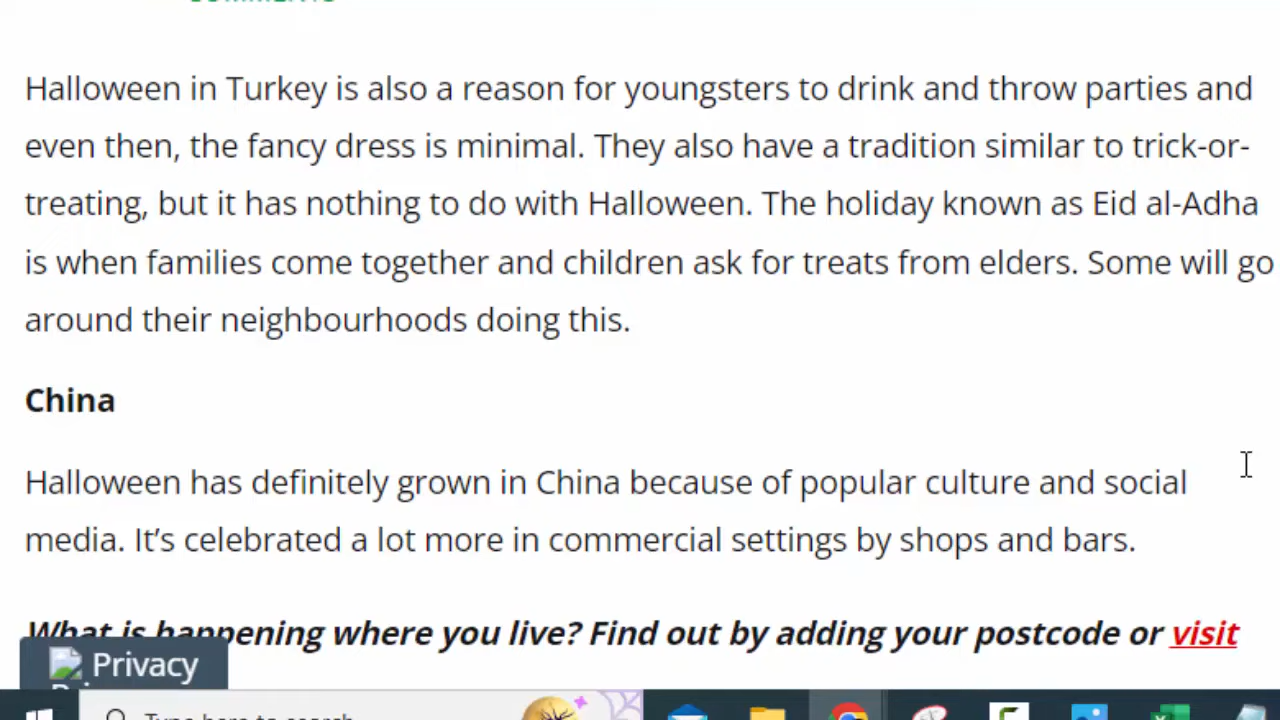 Halloween in Turkey is also a reason for youngsters to drink and throw parties and
even then, the fancy dress is minimal. They also have a tradition similar to trick-or-
treating, but it has nothing to do with Halloween. The holiday known as Eid al-Adha
is when families come together and children ask for treats from elders. Some will go
around their neighbourhoods doing this.
China
Halloween has definitely grown in China because of popular culture and social
media. It’s celebrated a lot more in commercial settings by shops and bars.
What is happening where you live? Find out by adding your postcode or visit
Privacy
Type here to search